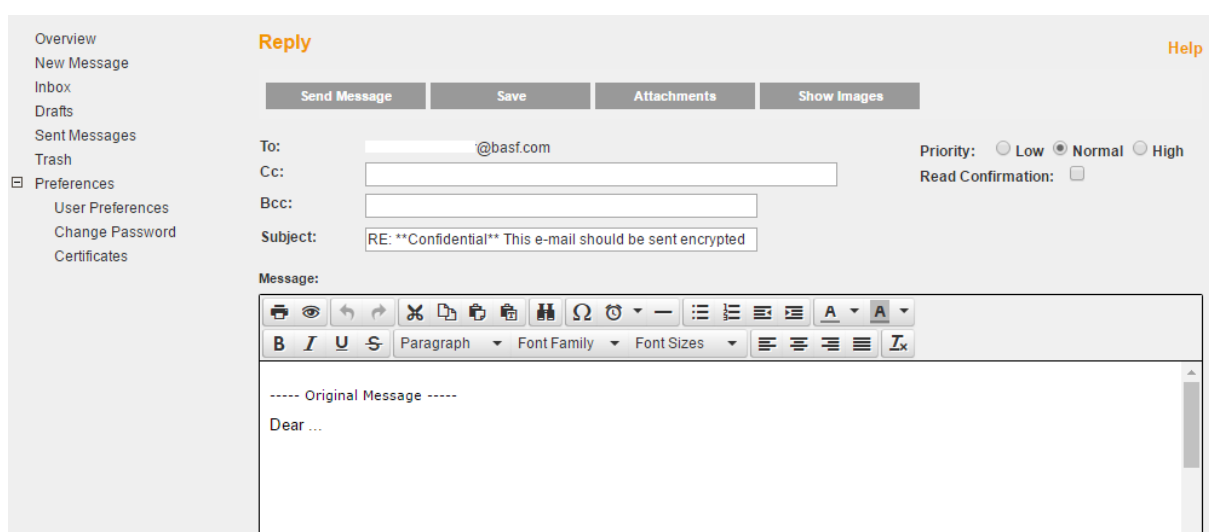 Overview
New Message
Inbox
Drafts
Sent Messages
Trash
Preferences
User Preferences
Change Password
Certificates
Reply
Help
Send Message Save Attachments Show Images
To: @basf.com
Cc:
Bcc:
Subject: RE: **Confidential** This e-mail should be sent encrypted
Priority: Low Normal High
Read Confirmation:
Message:
Paragraph Font Family Font Sizes
----- Original Message -----
Dear ...